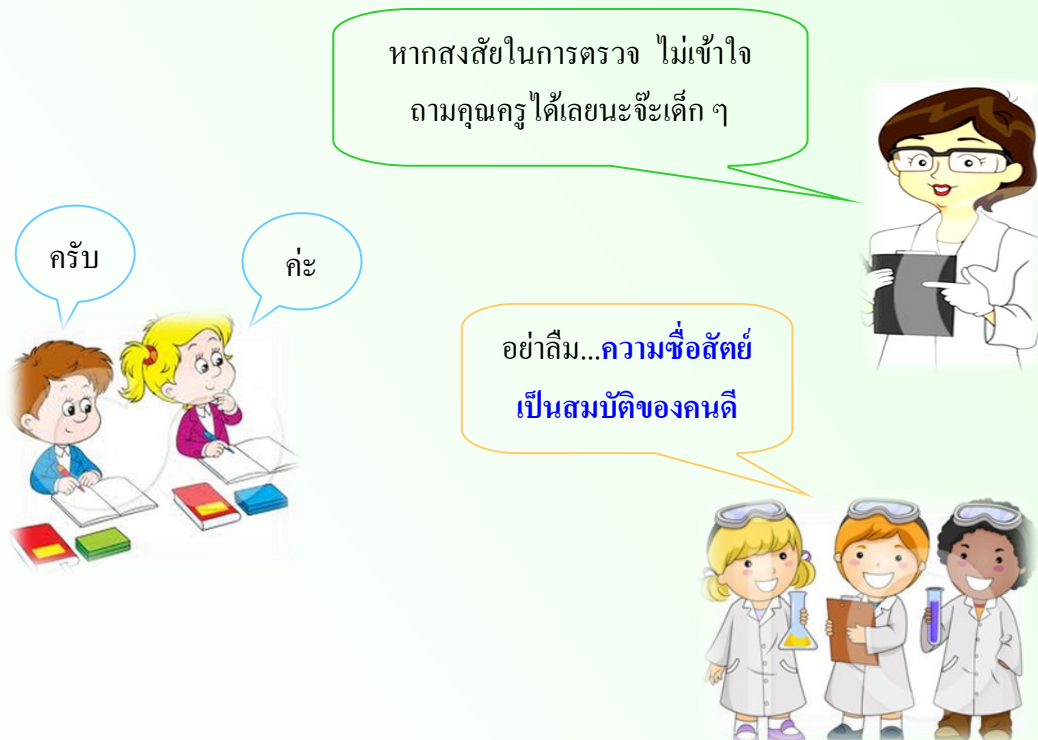 หากสงสัยในการตรวจ ไม่เข้าใจ
ถามคุณครูได้เลยนะจ๊ะเด็ก ๆ
ครับ
ค่ะ
อย่าลืม...ความซื่อสัตย์
เป็นสมบัติของคนดี